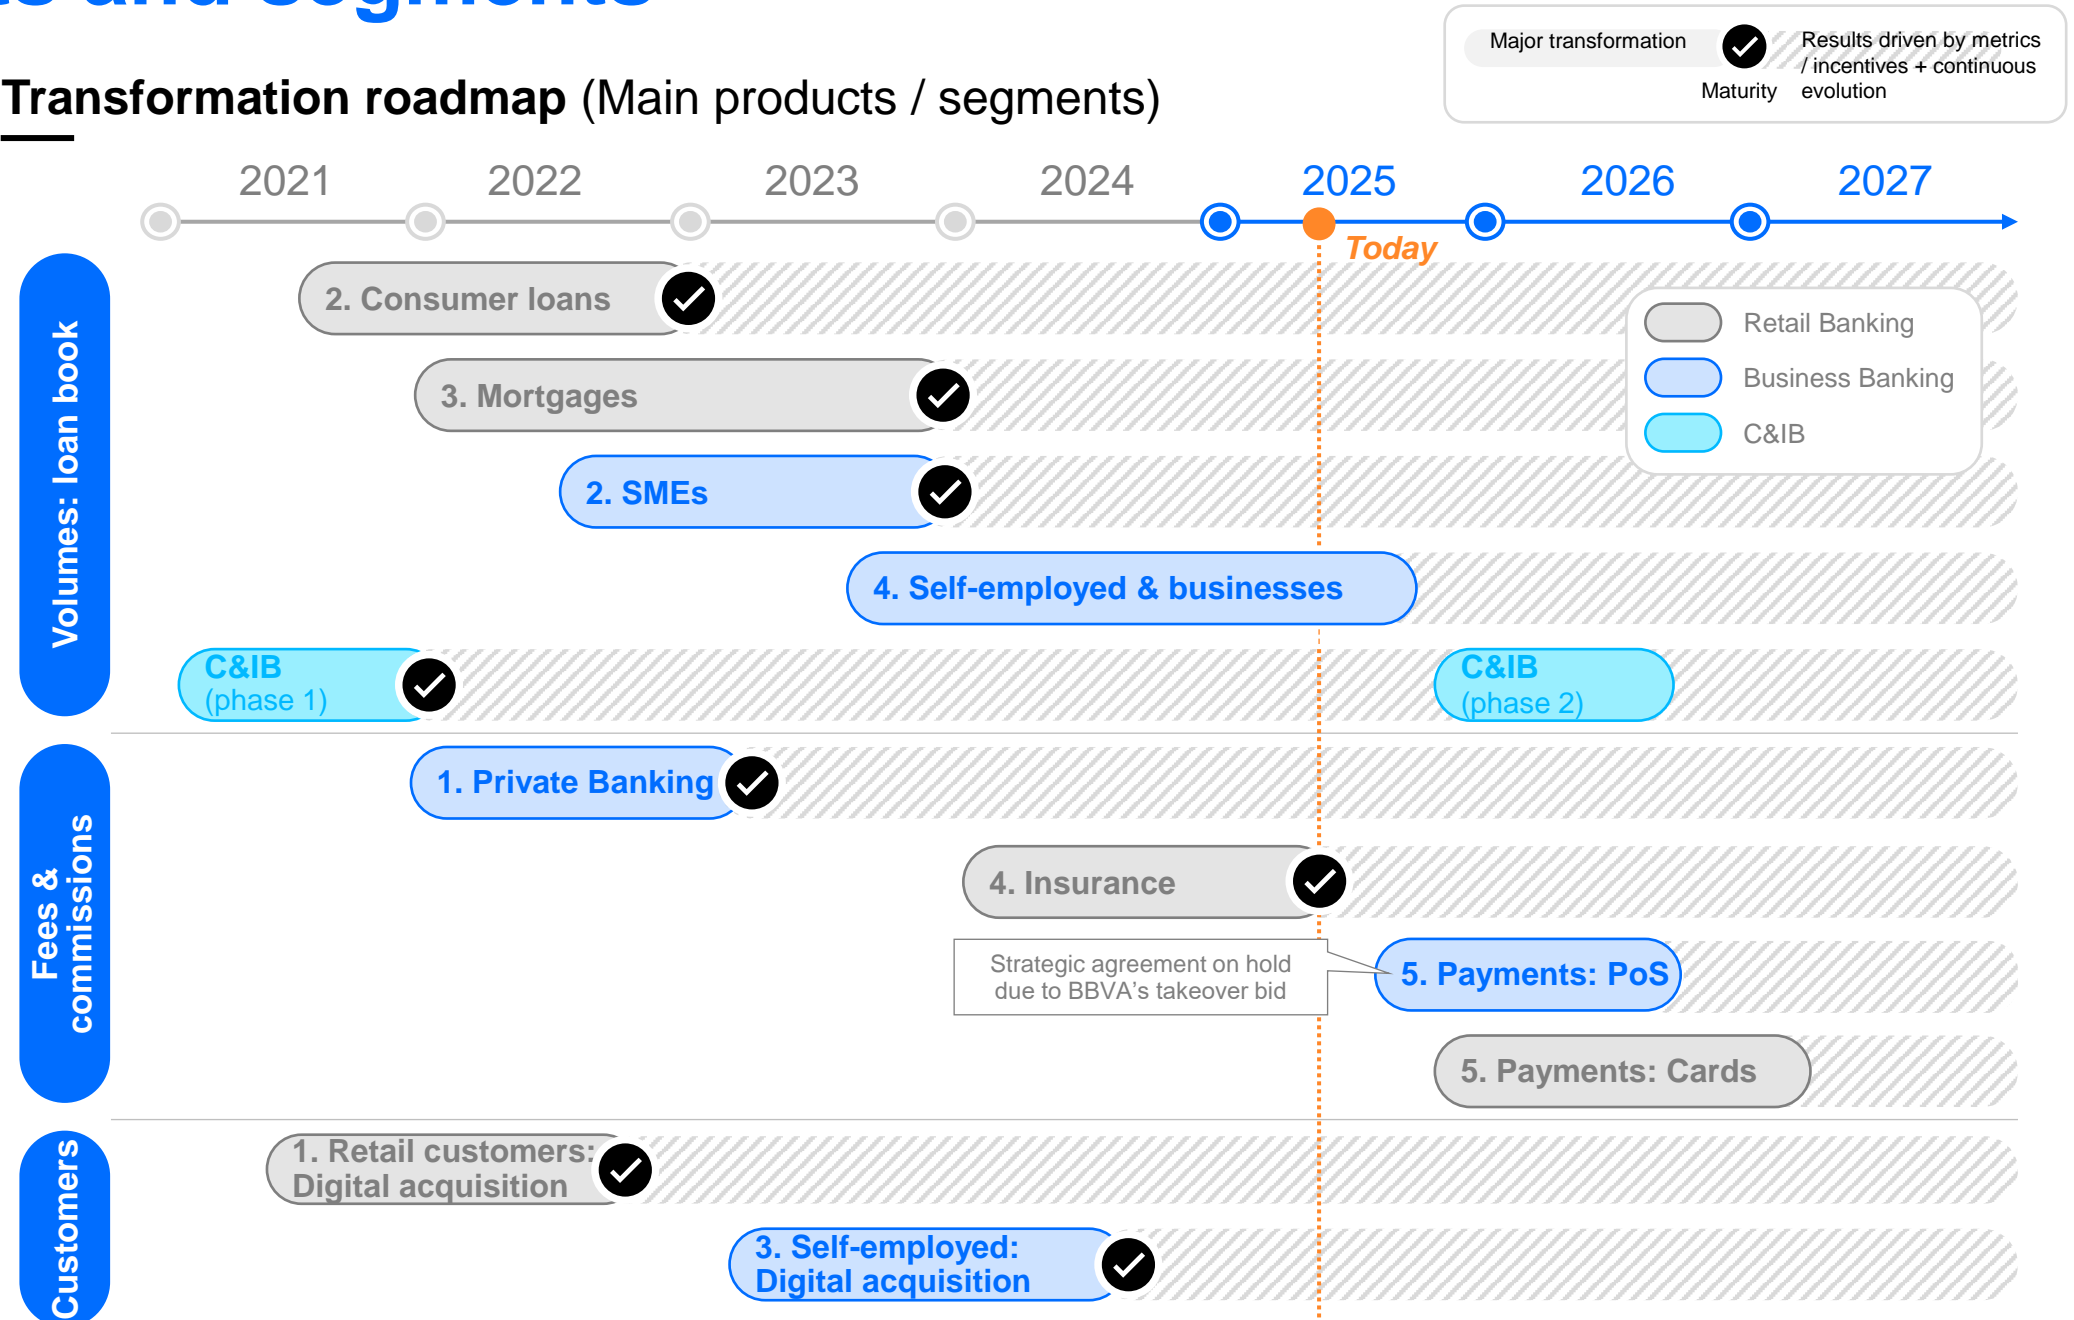 and segments
Major transformation
Maturity
Results driven by metrics
/ incentives + continuous
evolution
Transformation roadmap (Main products / segments)
2021
2022
2023
2024
2025
2026
2027
Today
Volumes: loan book
2. Consumer loans
Retail Banking
Business Banking
C&IB
3. Mortgages
2. SMEs
4. Self-employed & businesses
C&IB
(phase 1)
C&IB
(phase 2)
Fees &
commissions
1. Private Banking
4. Insurance
Strategic agreement on hold
due to BBVA's takeover bid
5. Payments: PoS
5. Payments: Cards
Customers
1. Retail customers:
Digital acquisition
3. Self-employed:
Digital acquisition